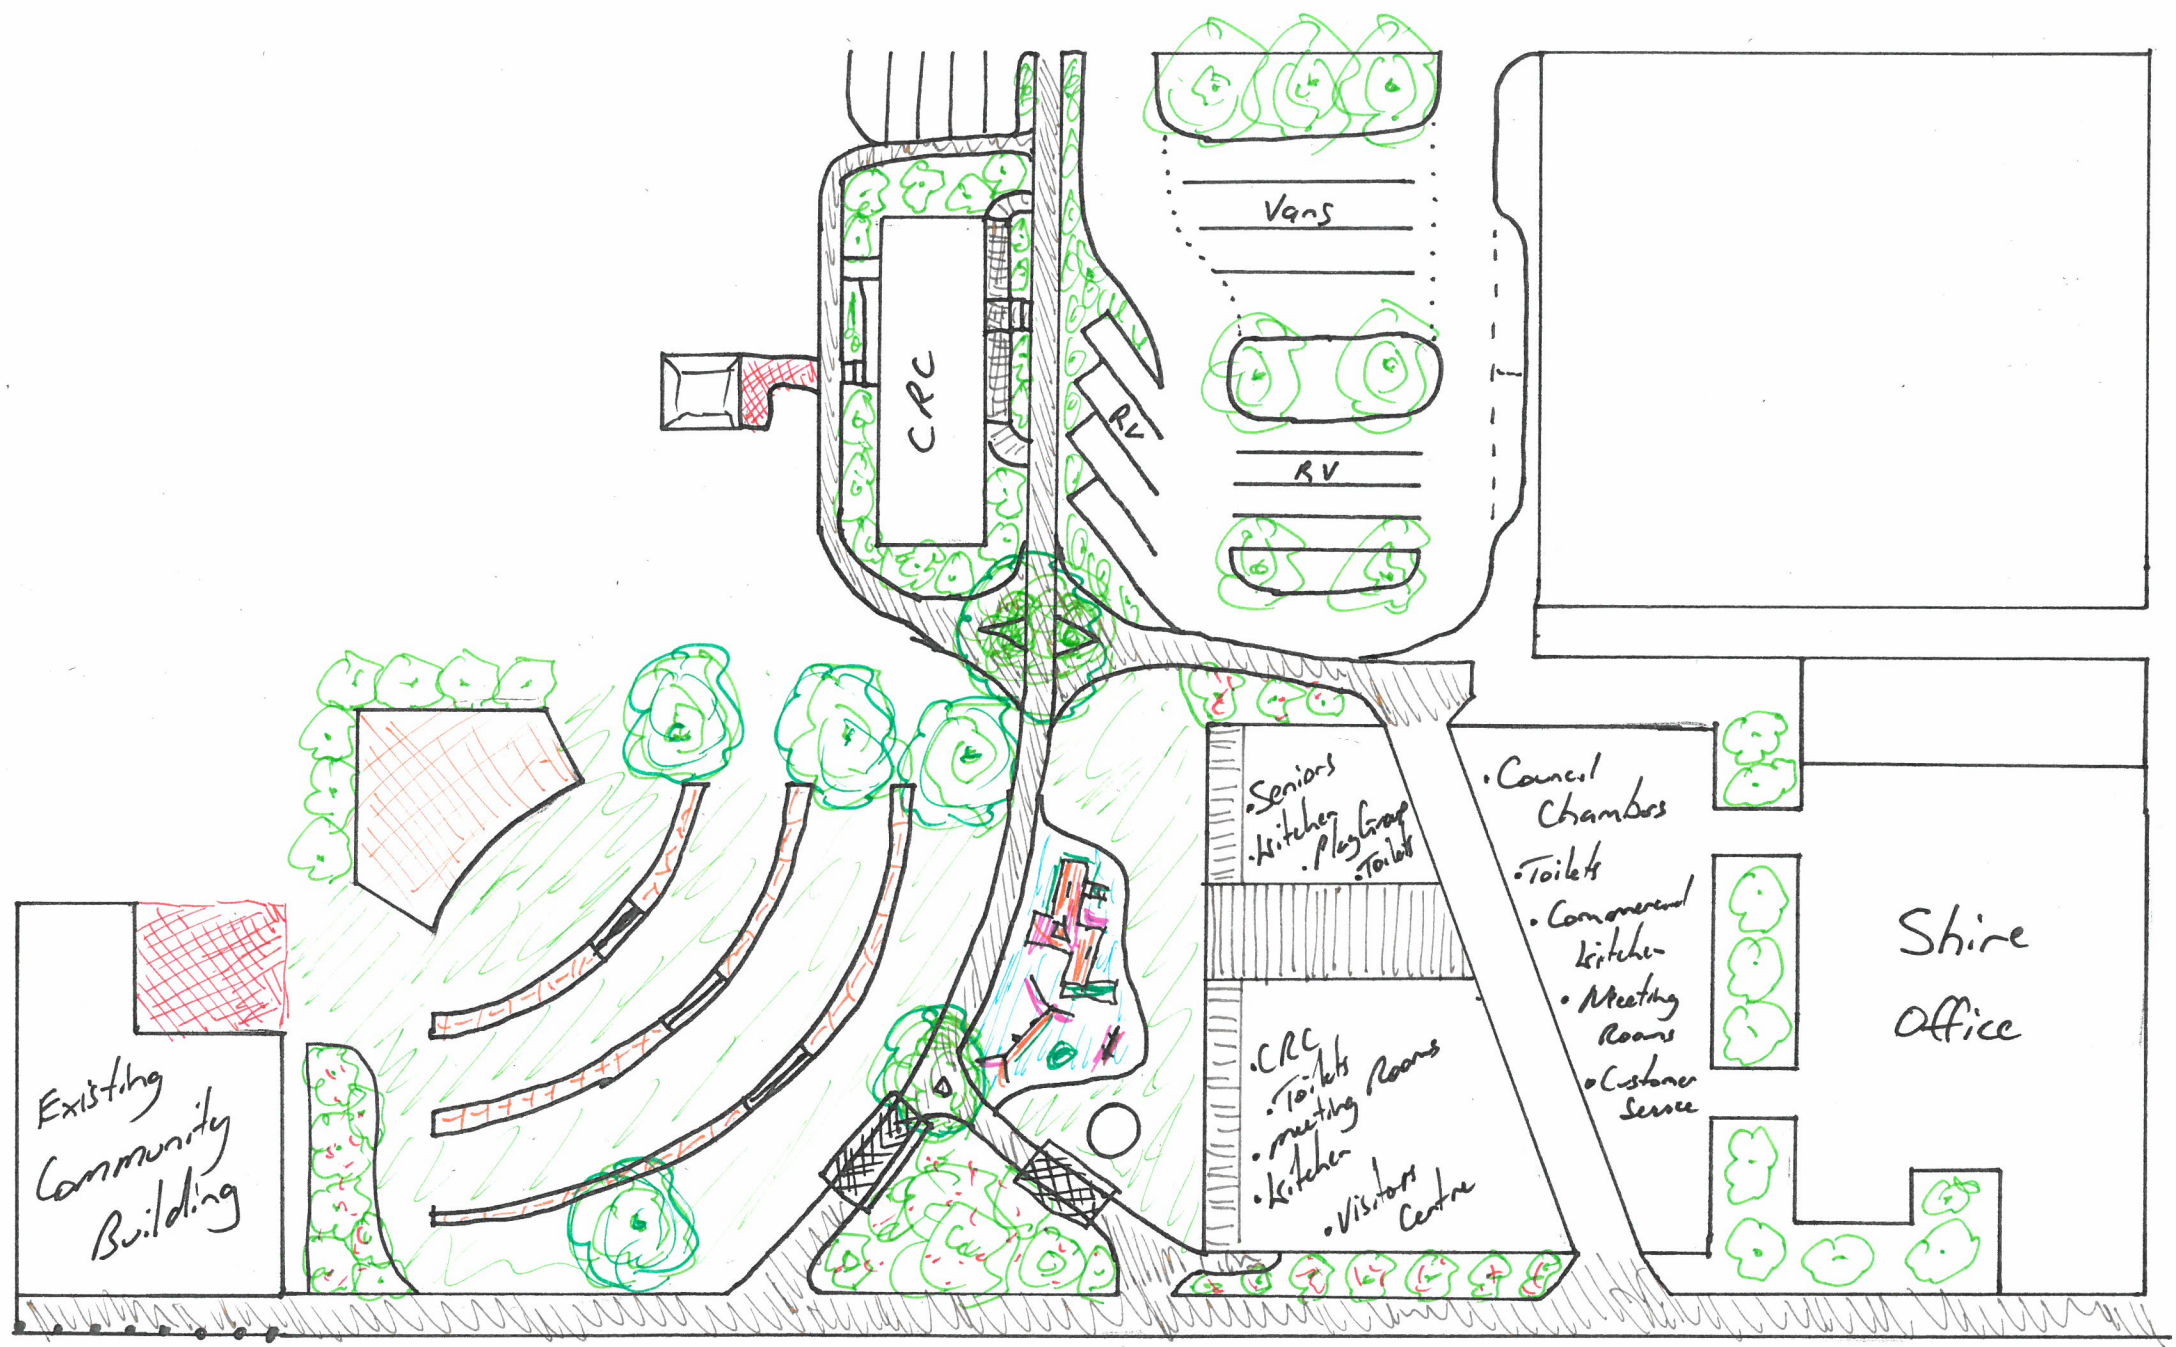 Vans
CRC
RV
RV
• Seniors
• Kitchen
• PlayGroup
• Toilets
• Council
Chambers
• Toilets
• Commercial
Kitchen
• Meeting
Rooms
• Customer
Service
Shire
Office
Existing
Community
Building
• CRC
• Toilets
• meeting Rooms
• Kitchen
• Visitors
Centre